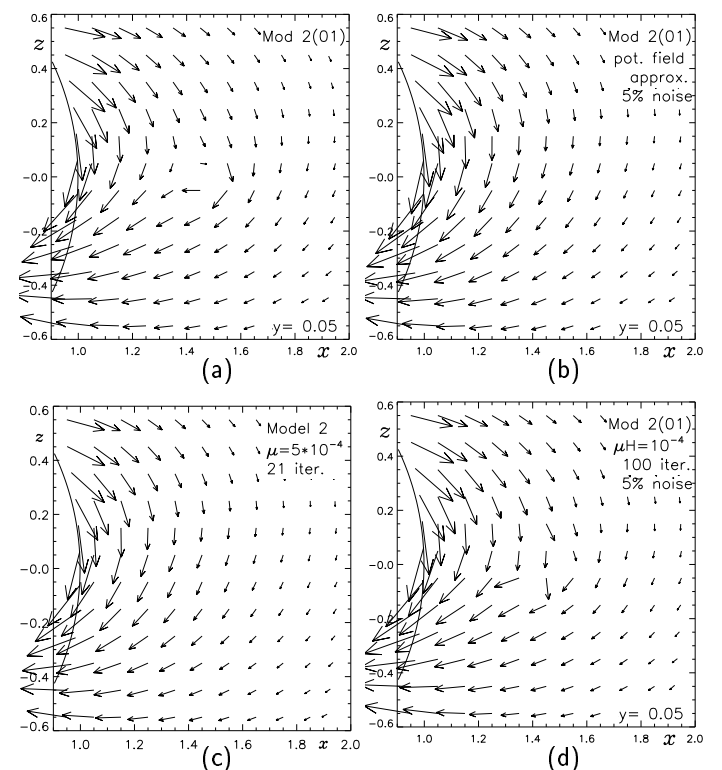 0.6
z
Mod 2(01)
0.4
0.2
−0.0
−0.2
−0.4
−0.6
y= 0.05
1.0 1.2 1.4 1.6 1.8 2.0
x
(a)
0.6
z
Mod 2(01)
pot. field
approx.
5% noise
0.4
0.2
−0.0
−0.2
−0.4
−0.6
y= 0.05
1.0 1.2 1.4 1.6 1.8 2.0
x
(b)
0.6
z
Model 2
μ=5*10⁻⁴
21 iter.
0.4
0.2
−0.0
−0.2
−0.4
−0.6
1.0 1.2 1.4 1.6 1.8 2.0
x
(c)
0.6
z
Mod 2(01)
μH=10⁻⁴
100 iter.
5% noise
0.4
0.2
−0.0
−0.2
−0.4
−0.6
y= 0.05
1.0 1.2 1.4 1.6 1.8 2.0
x
(d)